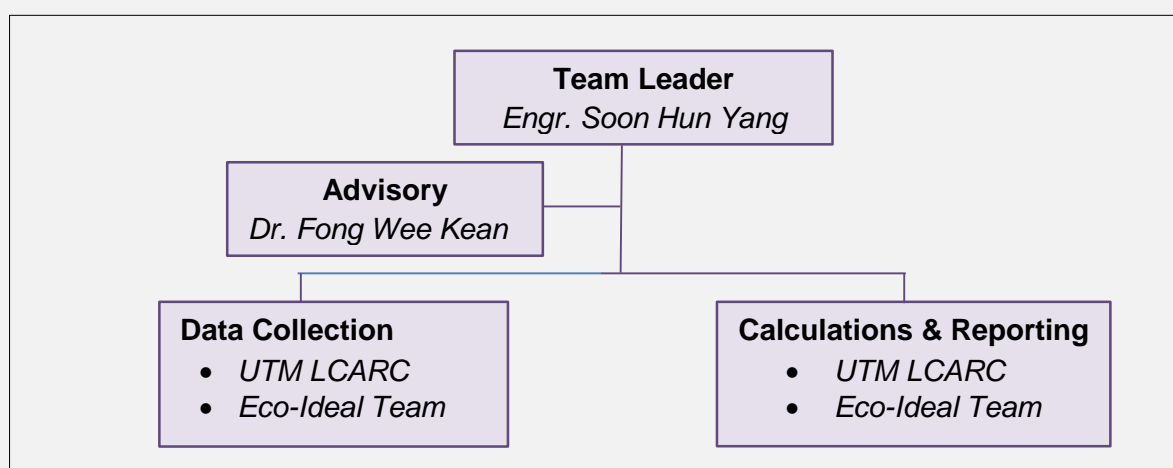 Team Leader
Engr. Soon Hun Yang
Advisory
Dr. Fong Wee Kean
Data Collection
• UTM LCARC
• Eco-Ideal Team
Calculations & Reporting
• UTM LCARC
• Eco-Ideal Team